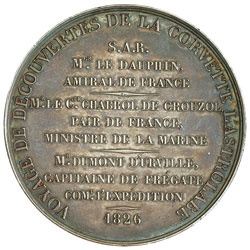 VOYAGE DE DÉCOUVERTES DE LA CORVETTE L'ASTROLABE
S.A.R.
Mgr LE DAUPHIN,
AMIRAL DE FRANCE
Mr LE Cte CHABROL DE CROUZOL,
PAIR DE FRANCE,
MINISTRE DE LA MARINE
Mr DUMONT D'URVILLE,
CAPITAINE DE FRÉGATE
COMt L'EXPÉDITION
1826